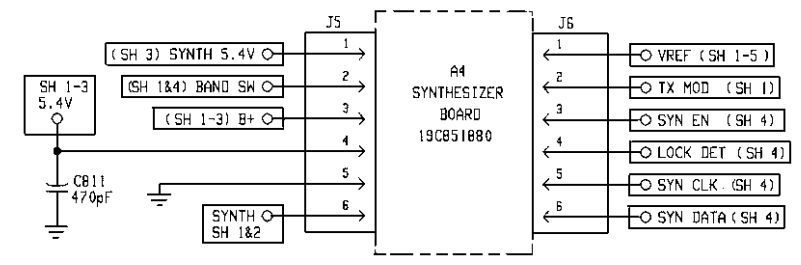 J5
J6
(SH 3) SYNTH 5.4V
1
1
VREF (SH 1-5)
SH 1-3
5.4V
(SH 1&4) BAND SW
2
A4
SYNTHESIZER
BOARD
19C851880
2
TX MOD (SH 1)
(SH 1-3) B+
3
3
SYN EN (SH 4)
4
4
LOCK DET (SH 4)
C811
470pF
5
5
SYN CLK (SH 4)
SYNTH
SH 1&2
6
6
SYN DATA (SH 4)